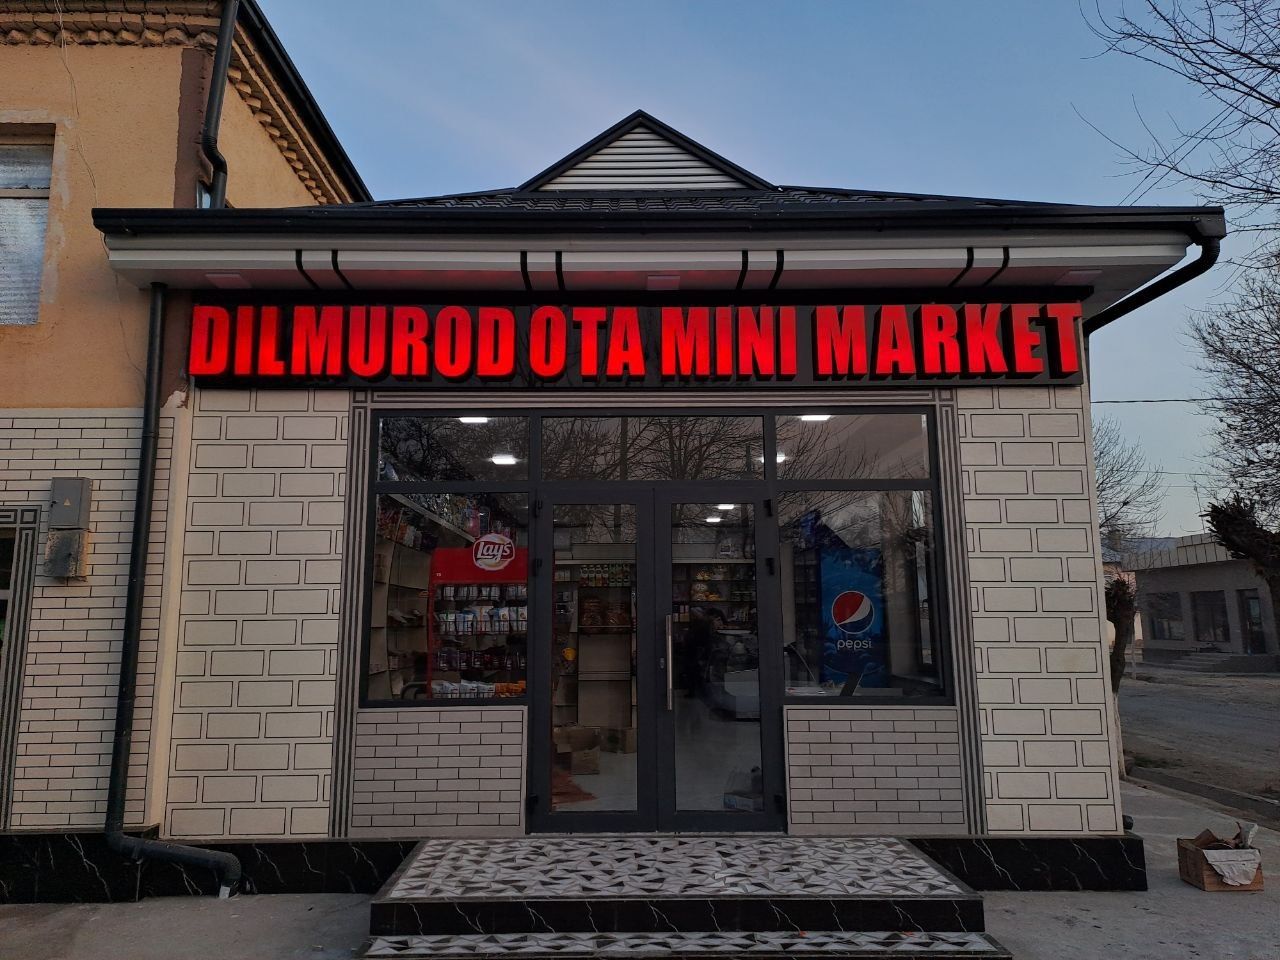 DILMUROD OTA MINI MARKET
Lay's
pepsi